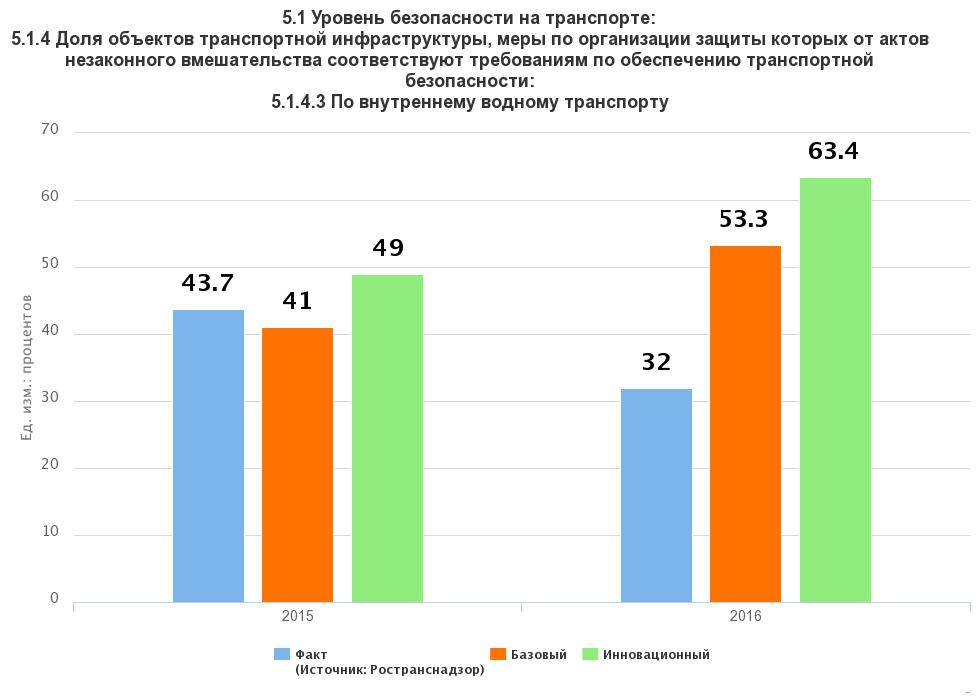 5.1 Уровень безопасности на транспорте:
5.1.4 Доля объектов транспортной инфраструктуры, меры по организации защиты которых от актов
незаконного вмешательства соответствуют требованиям по обеспечению транспортной
безопасности:
5.1.4.3 По внутреннему водному транспорту
Ед. изм.: процентов
70
60
50
40
30
20
10
0
43.7
41
49
32
53.3
63.4
2015
2016
Факт
(Источник: Ространснадзор)
Базовый
Инновационный